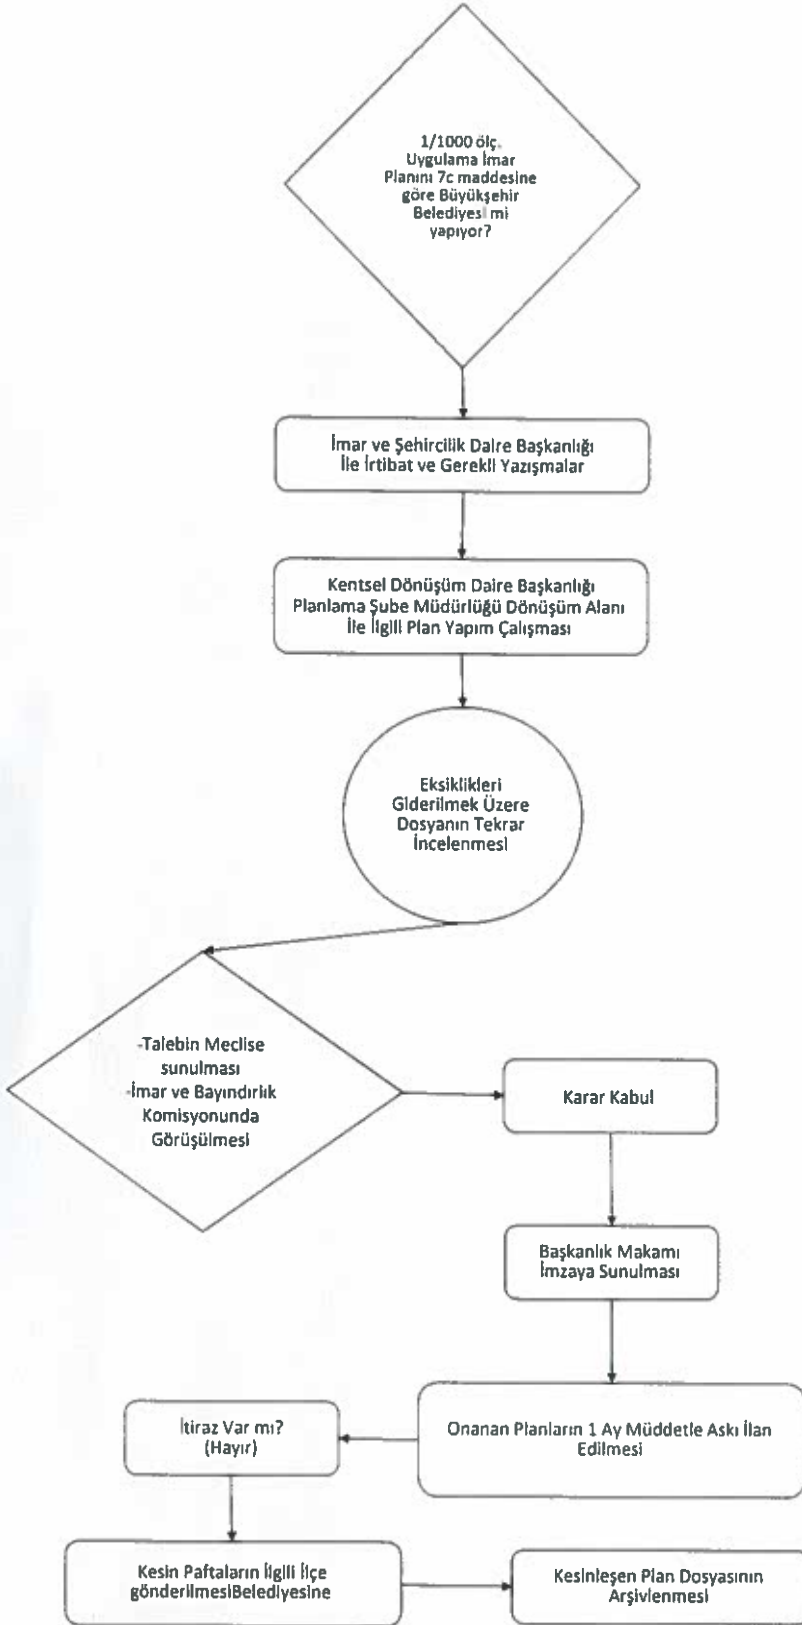 1/1000 ölç.
Uygulama İmar
Planını 7c maddesine
göre Büyükşehir
Belediyesi mi
yapıyor?
İmar ve Şehircilik Daire Başkanlığı
İle İrtibat ve Gerekli Yazışmalar
Kentsel Dönüşüm Daire Başkanlığı
Planlama Şube Müdürlüğü Dönüşüm Alanı
İle İlgili Plan Yapım Çalışması
Eksiklikleri
Giderilmek Üzere
Dosyanın Tekrar
İncelenmesi
-Talebin Meclise
sunulması
-İmar ve Bayındırlık
Komisyonunda
Görüşülmesi
Karar Kabul
Başkanlık Makamı
İmzaya Sunulması
Onanan Planların 1 Ay Müddetle Askı İlan
Edilmesi
İtiraz Var mı?
(Hayır)
Kesin Paftaların İlgili İlçe
gönderilmesiBelediyesine
Kesinleşen Plan Dosyasının
Arşivlenmesi